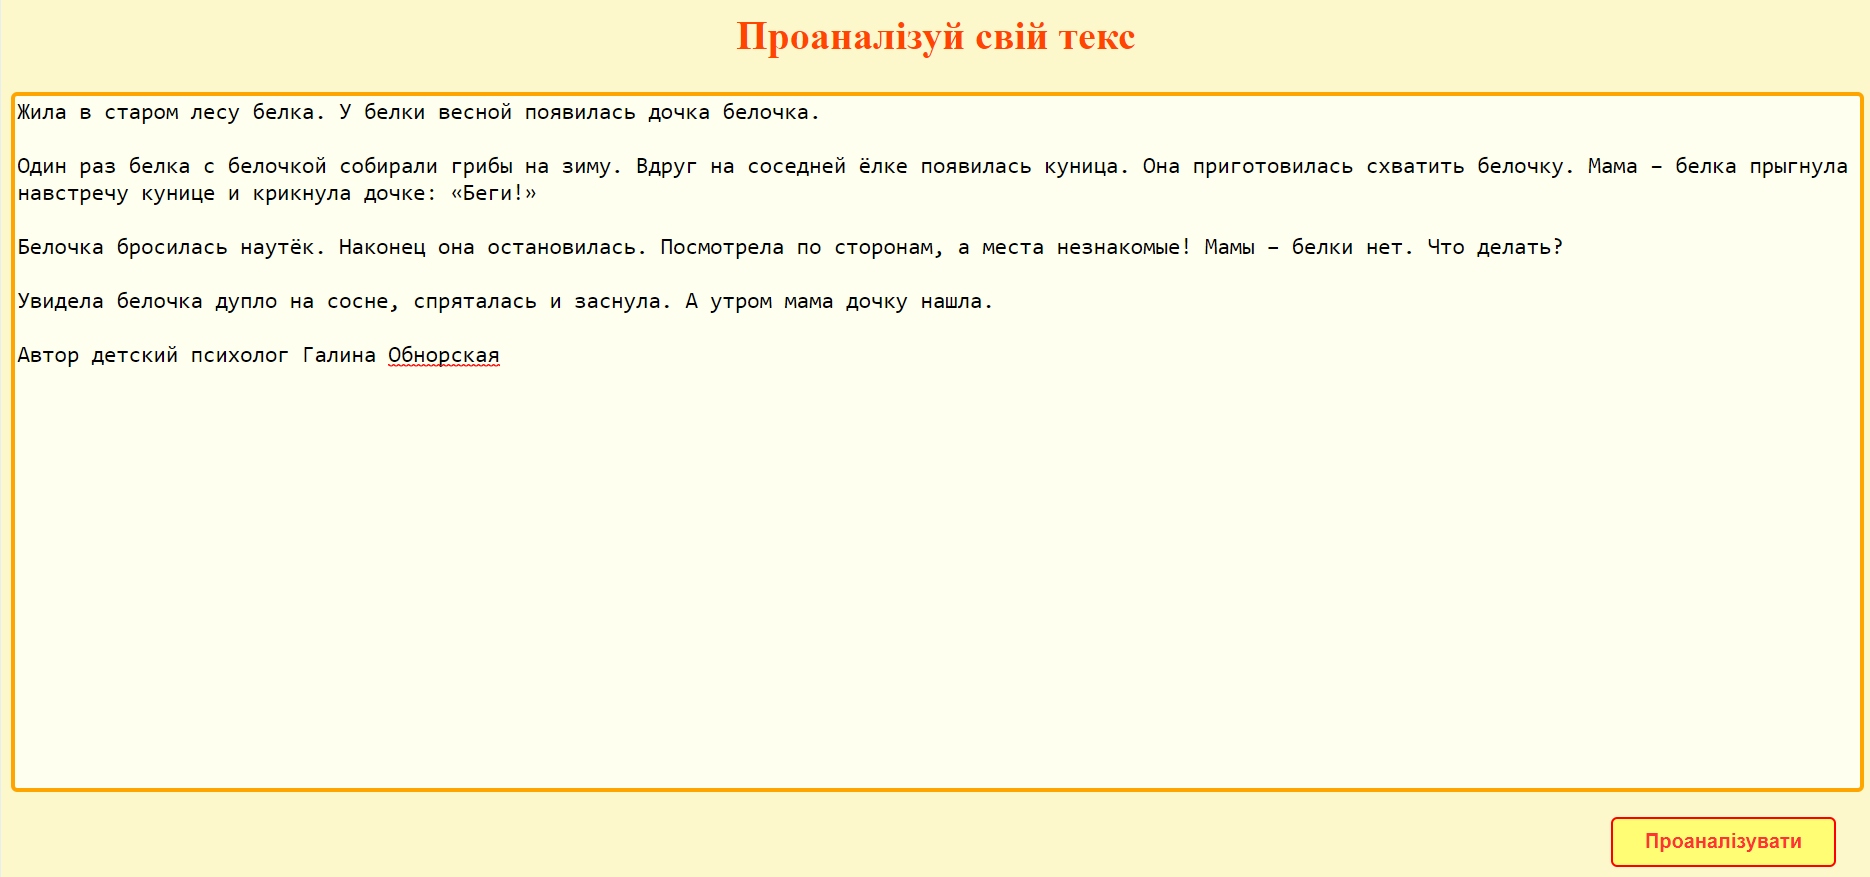 Проаналізуй свій текс
Жила в старом лесу белка. У белки весной появилась дочка белочка.
Один раз белка с белочкой собирали грибы на зиму. Вдруг на соседней ёлке появилась куница. Она приготовилась схватить белочку. Мама – белка прыгнула
навстречу кунице и крикнула дочке: «Беги!»
Белочка бросилась наутёк. Наконец она остановилась. Посмотрела по сторонам, а места незнакомые! Мамы – белки нет. Что делать?
Увидела белочка дупло на сосне, спряталась и заснула. А утром мама дочку нашла.
Автор детский психолог Галина Обнорская
Проаналізувати